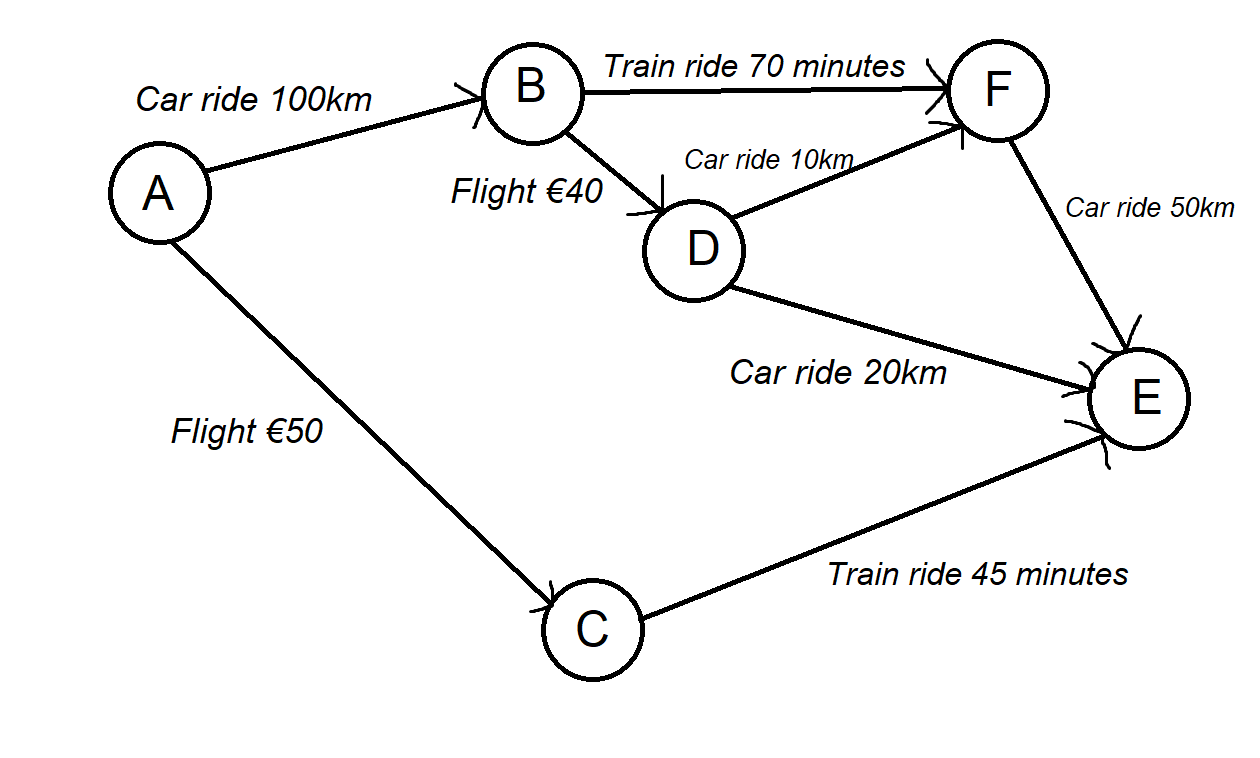 Train ride 70 minutes
B
F
Car ride 100km
Car ride 10km
A
Flight €40
Car ride 50km
D
Car ride 20km
E
Flight €50
Train ride 45 minutes
C